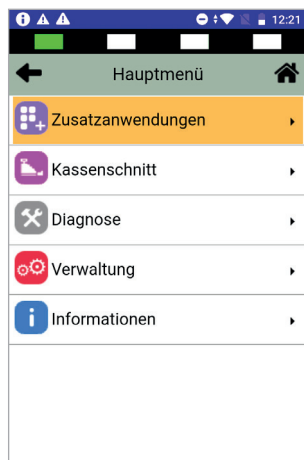 12:21
Hauptmenü
Zusatzanwendungen
Kassenschnitt
Diagnose
Verwaltung
Informationen